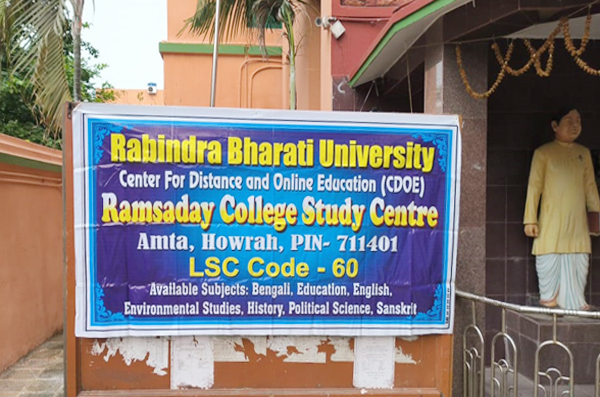 Rabindra Bharati University
Center For Distance and Online Education (CDOE)
Ramsaday College Study Centre
Amta, Howrah, PIN- 711401
LSC Code - 60
Available Subjects: Bengali, Education, English,
Environmental Studies, History, Political Science, Sanskrit